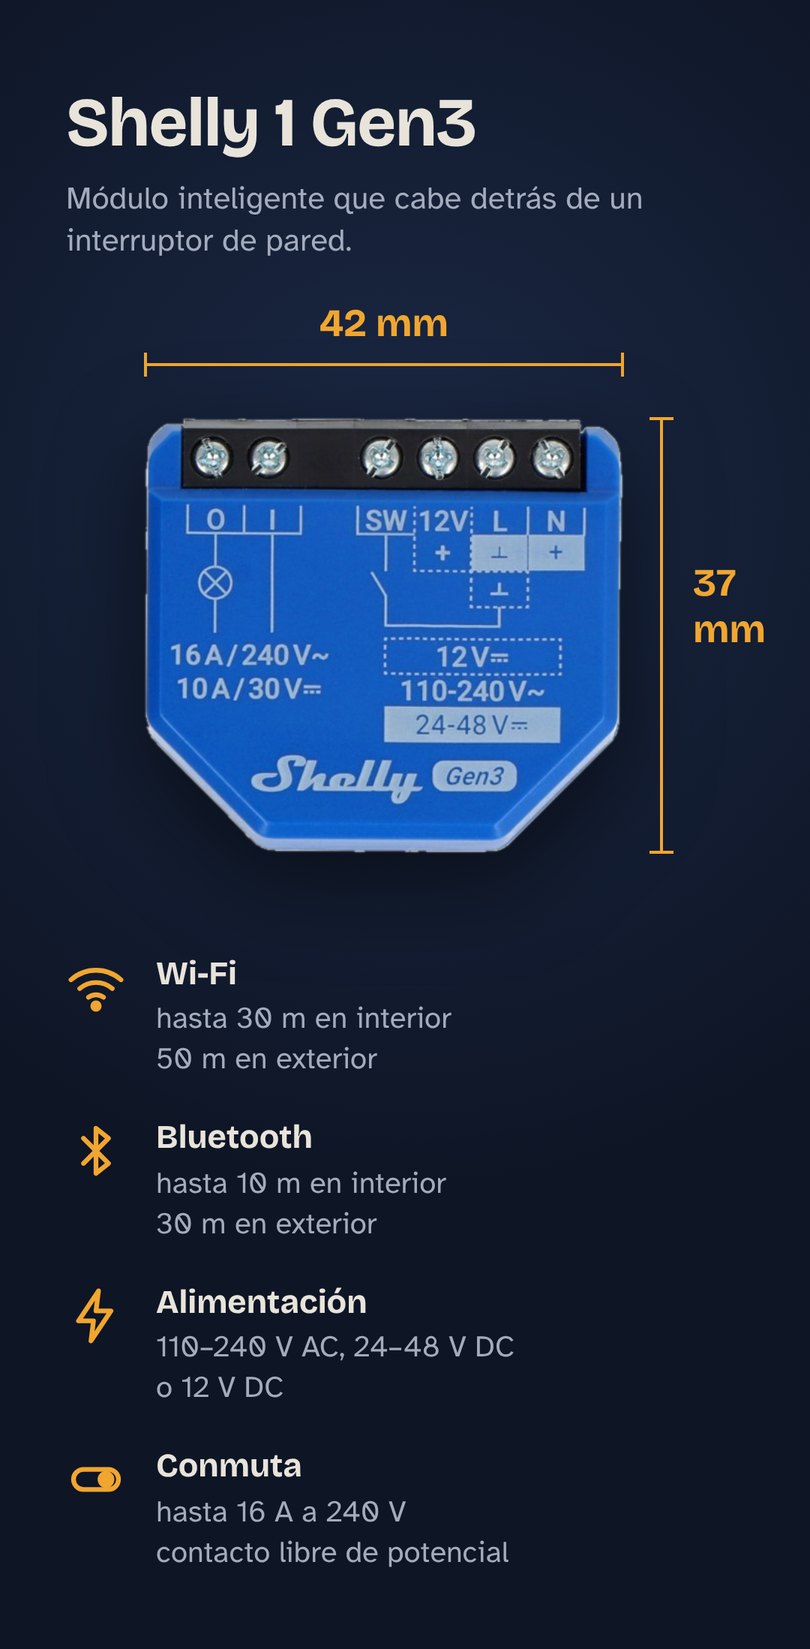 Shelly 1 Gen3
Módulo inteligente que cabe detrás de un
interruptor de pared.
42 mm
37
mm
O I SW 12V L N
+ ⊥ +
⊥
16A/240V~
10A/30V⎓
12V⎓
110-240V~
24-48V⎓
Shelly Gen3
Wi-Fi
hasta 30 m en interior
50 m en exterior
Bluetooth
hasta 10 m en interior
30 m en exterior
Alimentación
110–240 V AC, 24–48 V DC
o 12 V DC
Conmuta
hasta 16 A a 240 V
contacto libre de potencial